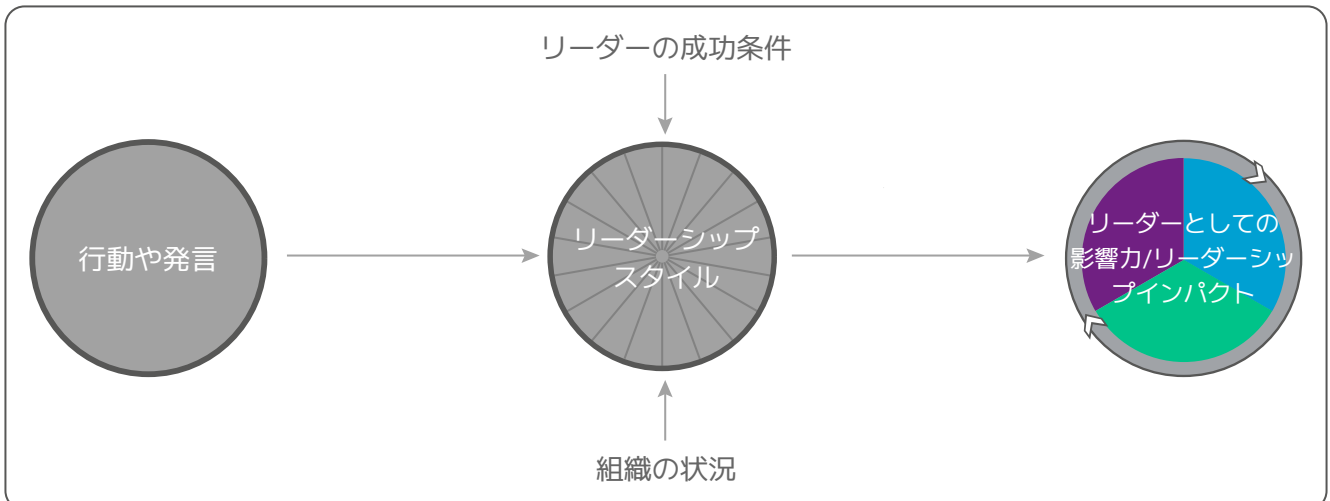 リーダーの成功条件
行動や発言
リーダーシップ
スタイル
リーダーとしての
影響力/リーダーシッ
プインパクト
組織の状況